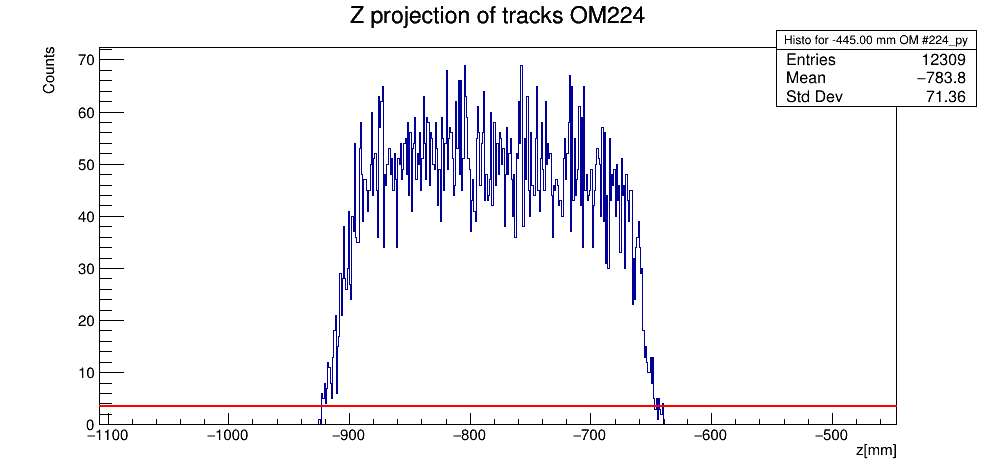 Z projection of tracks OM224
Histo for -445.00 mm OM #224_py
Entries 12309
Mean −783.8
Std Dev 71.36
Counts
70
60
50
40
30
20
10
0
−1100 −1000 −900 −800 −700 −600 −500
z[mm]